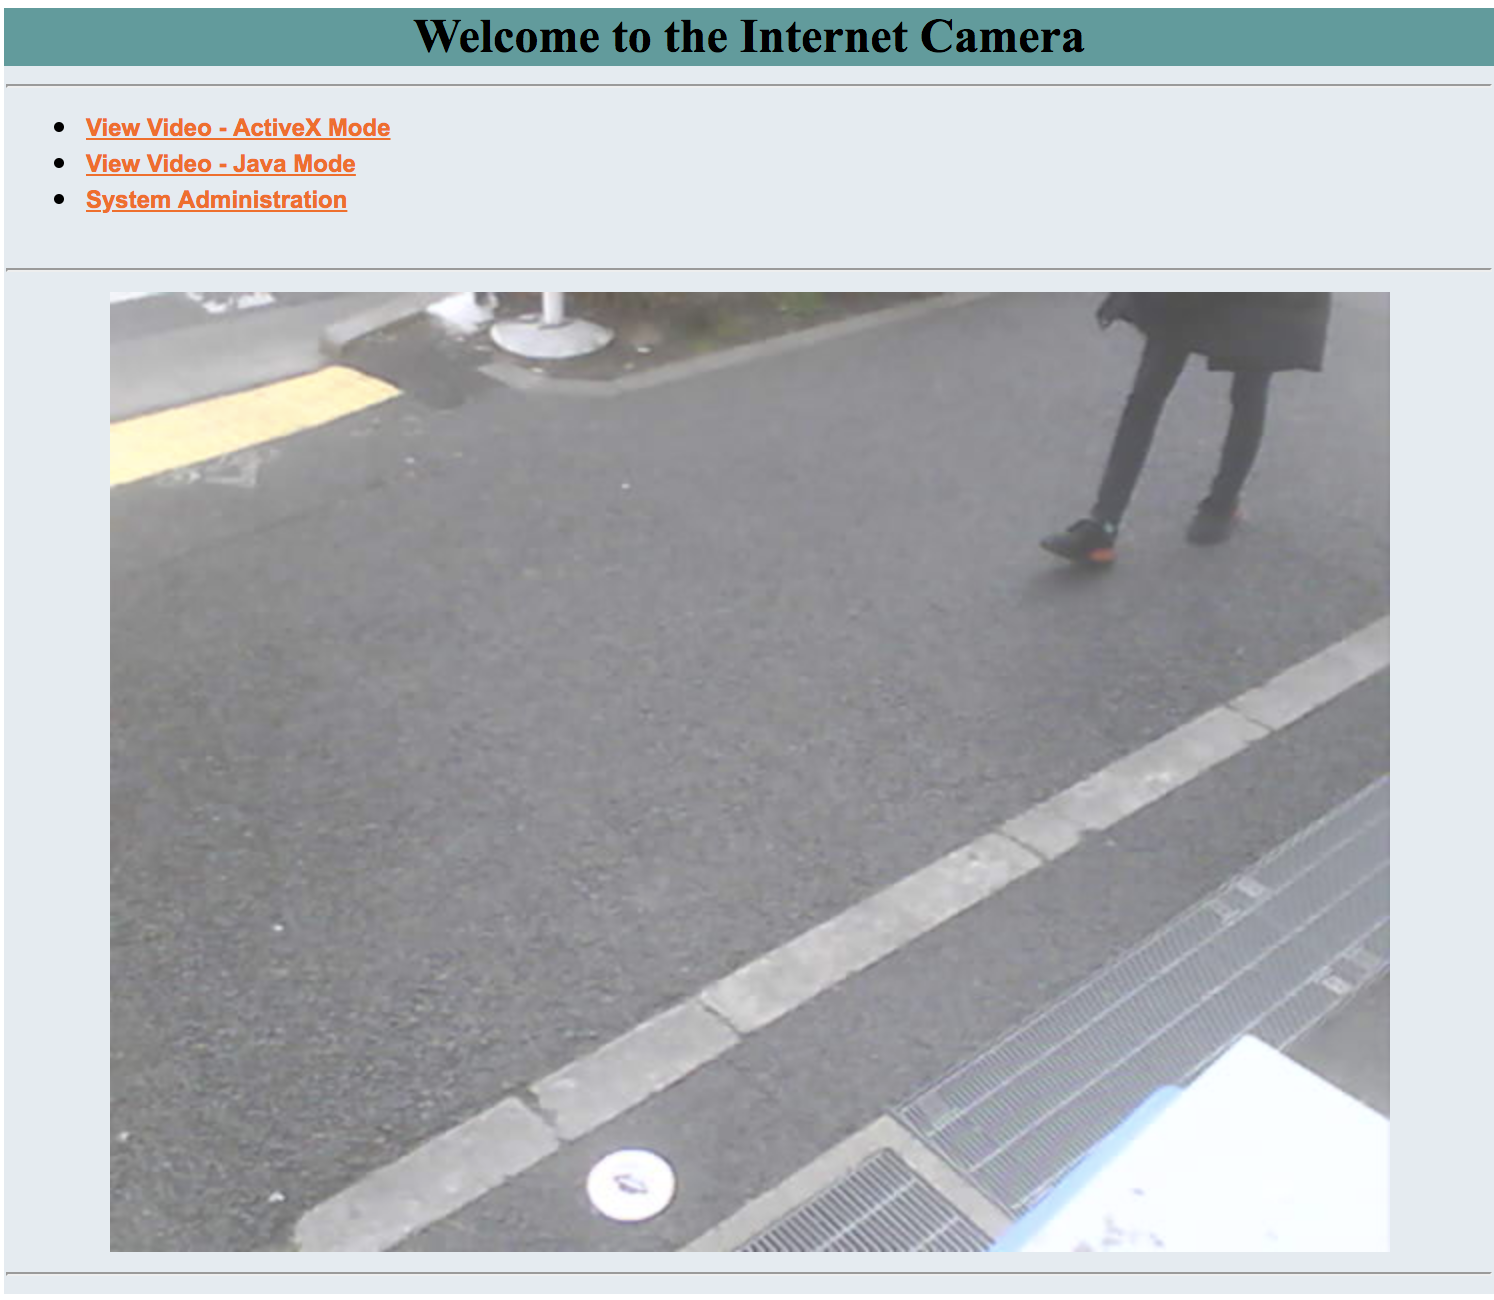 Welcome to the Internet Camera
View Video - ActiveX Mode
View Video - Java Mode
System Administration